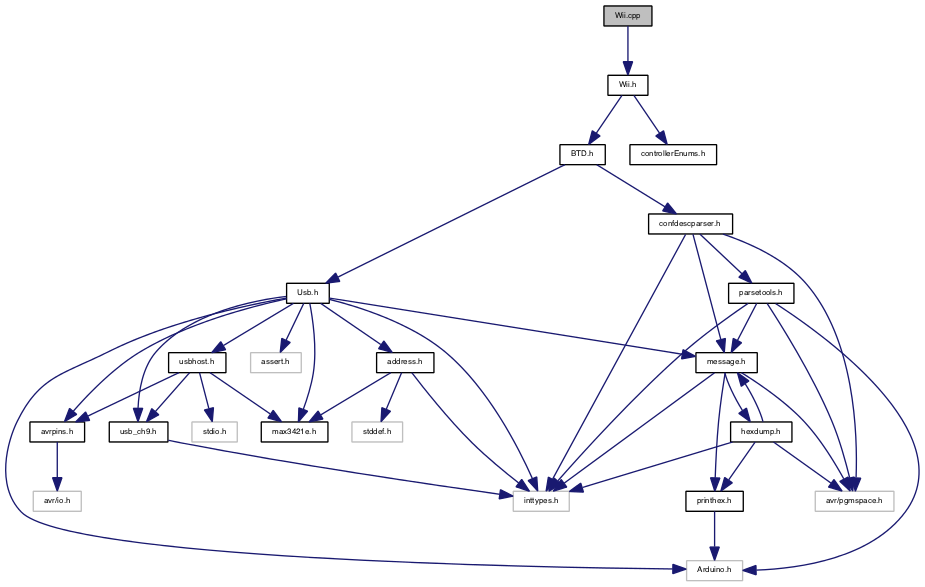 Wii.cpp
Wii.h
BTD.h
controllerEnums.h
confdescparser.h
Usb.h
parsetools.h
usbhost.h
assert.h
address.h
message.h
avrpins.h
usb_ch9.h
stdio.h
max3421e.h
stddef.h
hexdump.h
avr/io.h
inttypes.h
printhex.h
avr/pgmspace.h
Arduino.h